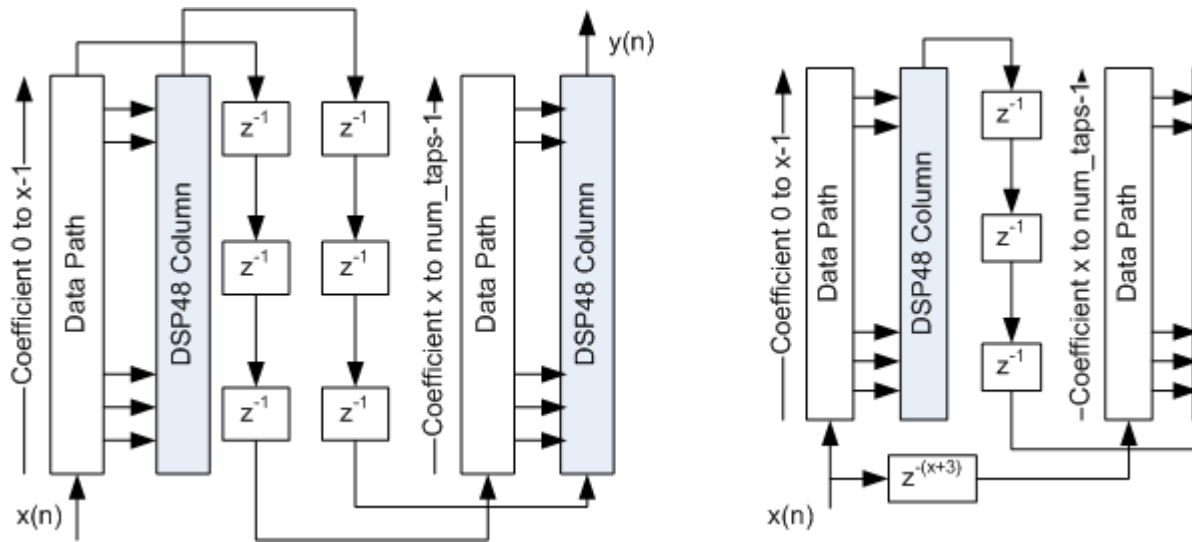 y(n)
Coefficient 0 to x-1
Data Path
DSP48 Column
z-1
z-1
z-1
z-1
z-1
z-1
Coefficient x to num_taps-1
Data Path
DSP48 Column
x(n)
Coefficient 0 to x-1
Data Path
DSP48 Column
z-1
z-1
z-1
Coefficient x to num_taps-1
Data Path
z-(x+3)
x(n)